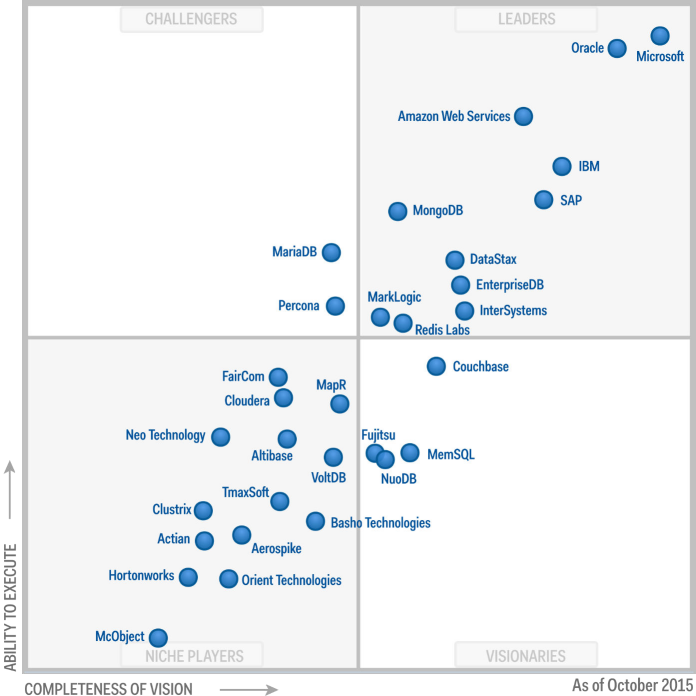 CHALLENGERS
LEADERS
Oracle
Microsoft
Amazon Web Services
IBM
SAP
MongoDB
MariaDB
DataStax
EnterpriseDB
Percona
MarkLogic
InterSystems
Redis Labs
FairCom
MapR
Cloudera
Couchbase
Neo Technology
Altibase
Fujitsu
MemSQL
VoltDB
NuoDB
TmaxSoft
Clustrix
Basho Technologies
Actian
Aerospike
Hortonworks
Orient Technologies
McObject
NICHE PLAYERS
VISIONARIES
ABILITY TO EXECUTE
COMPLETENESS OF VISION
As of October 2015